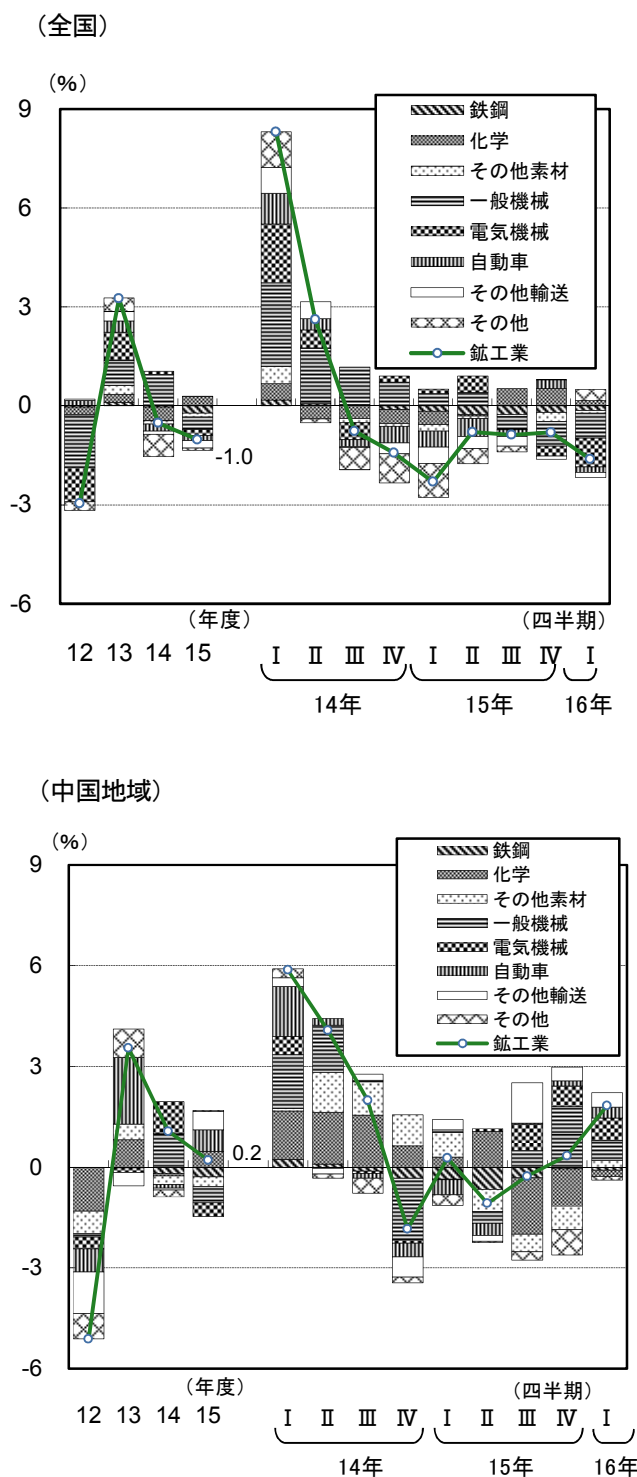 （全国）
（%）
9
6
3
0
-3
-6
鉄鋼
化学
その他素材
一般機械
電気機械
自動車
その他輸送
その他
鉱工業
-1.0
（年度）
（四半期）
12 13 14 15 Ⅰ Ⅱ Ⅲ Ⅳ Ⅰ Ⅱ Ⅲ Ⅳ Ⅰ
14年 15年 16年
（中国地域）
（%）
9
6
3
0
-3
-6
鉄鋼
化学
その他素材
一般機械
電気機械
自動車
その他輸送
その他
鉱工業
0.2
（年度）
（四半期）
12 13 14 15 Ⅰ Ⅱ Ⅲ Ⅳ Ⅰ Ⅱ Ⅲ Ⅳ Ⅰ
14年 15年 16年